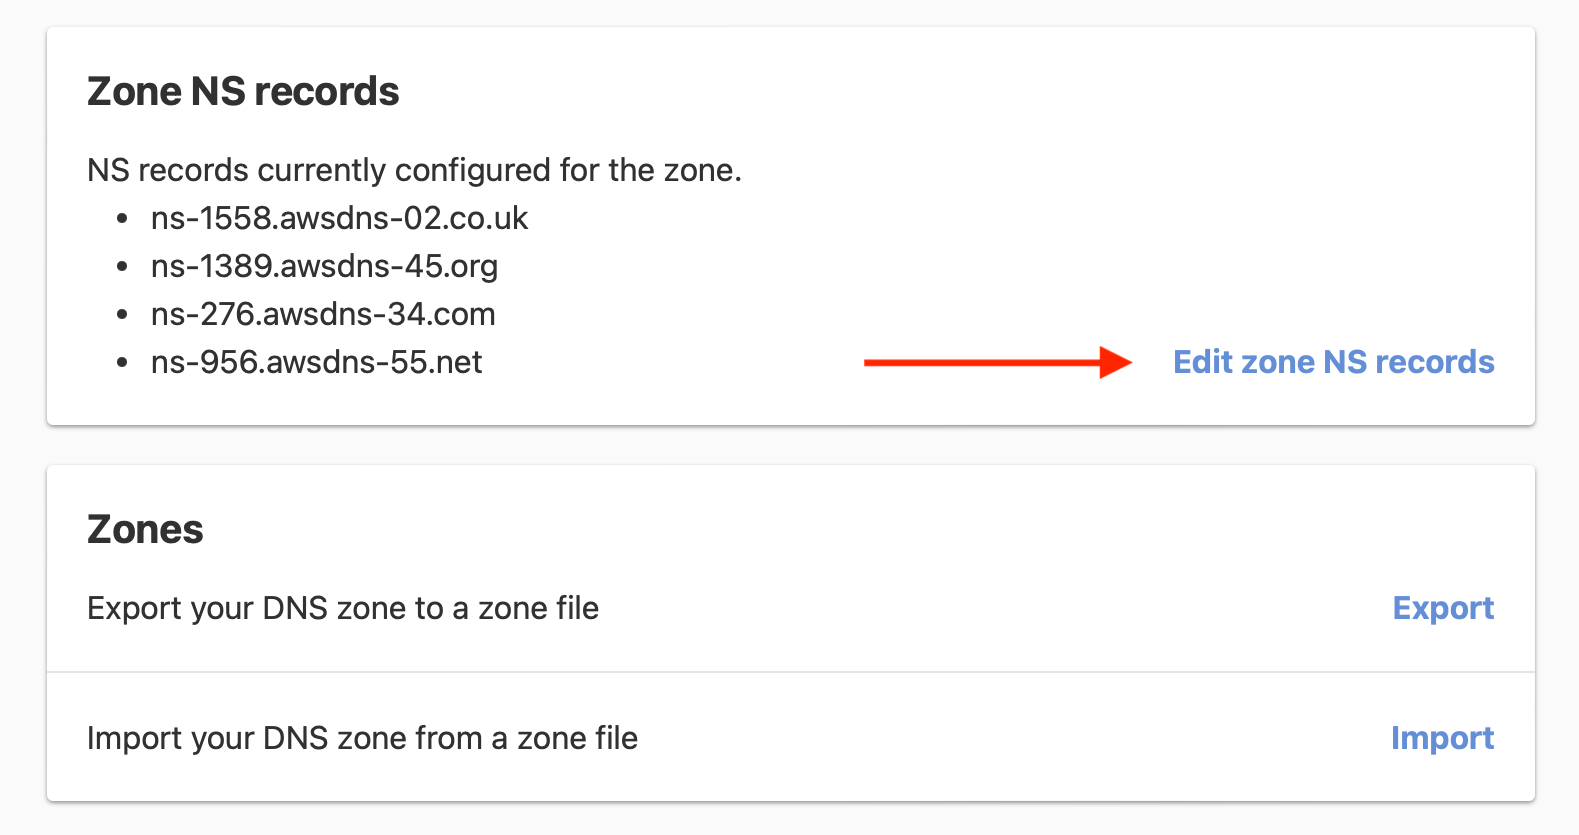 Zone NS records
NS records currently configured for the zone.
• ns-1558.awsdns-02.co.uk
• ns-1389.awsdns-45.org
• ns-276.awsdns-34.com
• ns-956.awsdns-55.net
Edit zone NS records
Zones
Export your DNS zone to a zone file
Export
Import your DNS zone from a zone file
Import